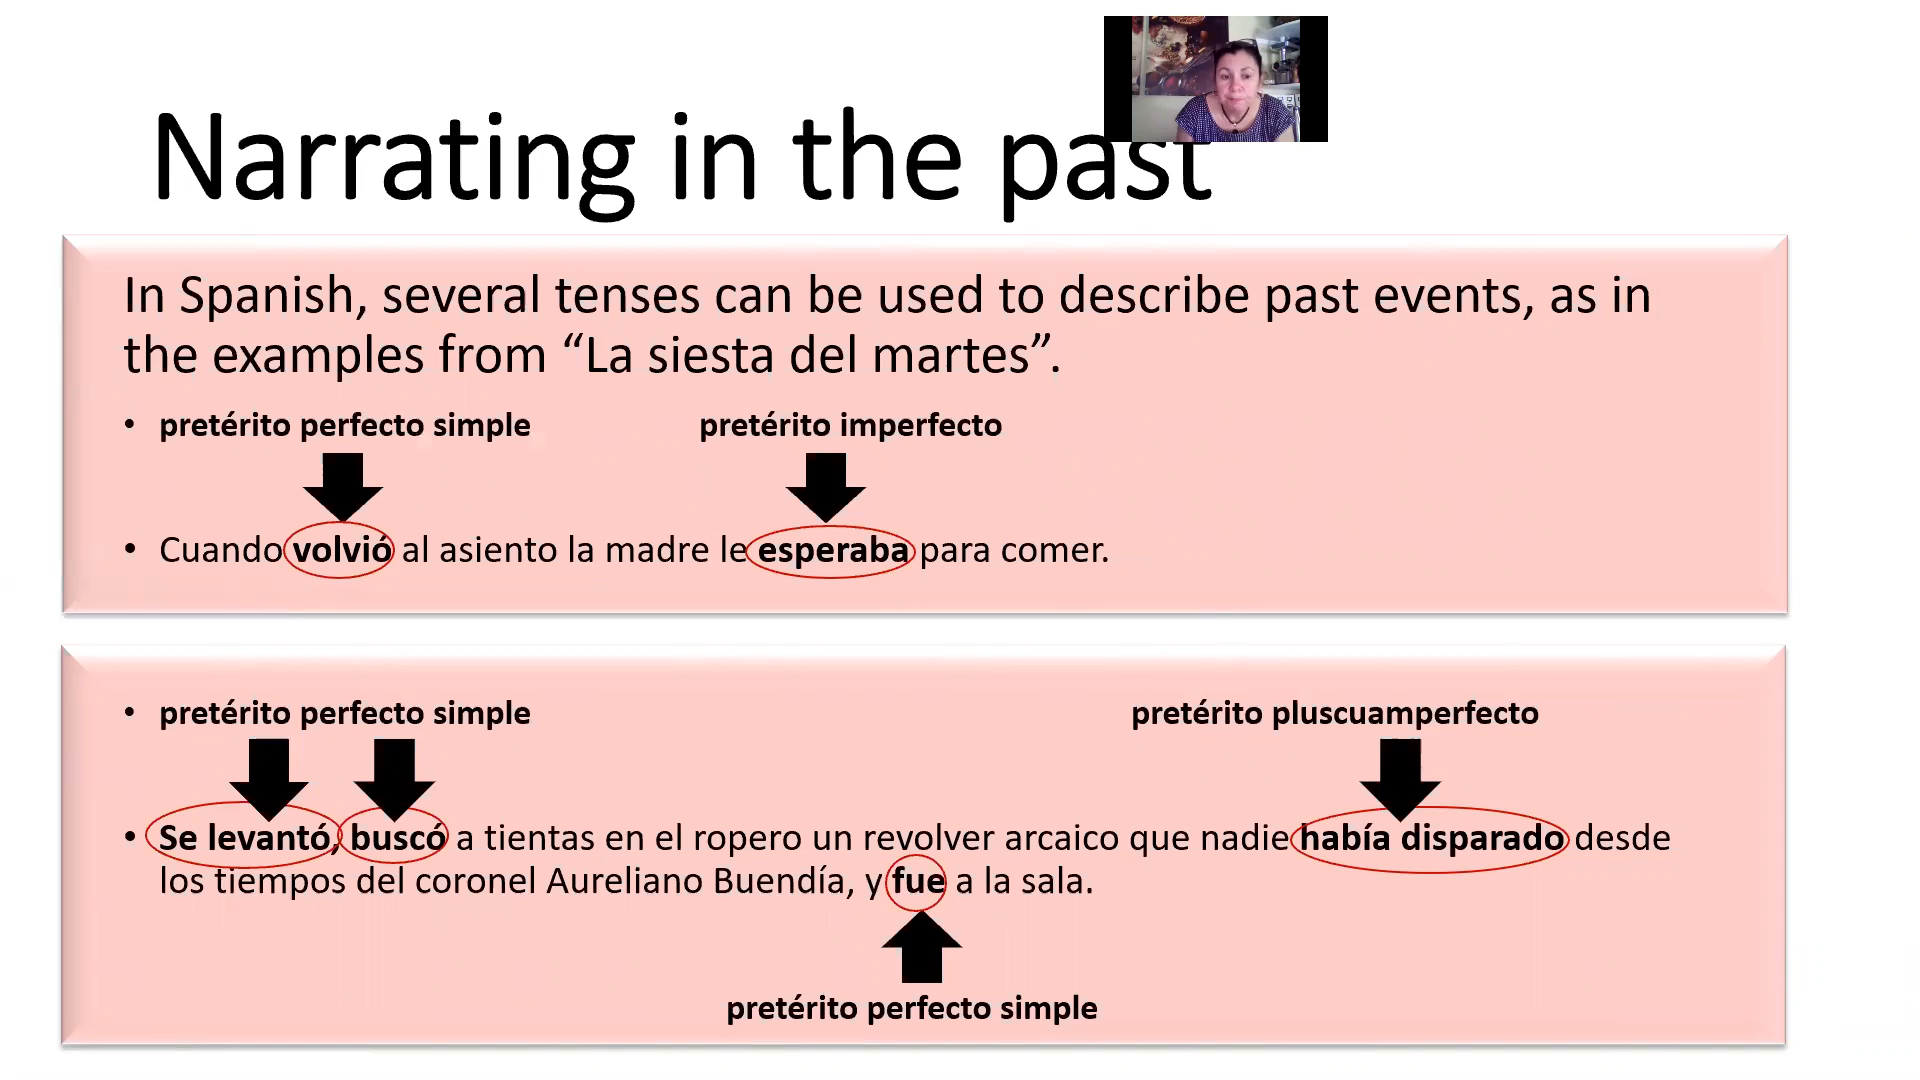 Narrating in the past
In Spanish, several tenses can be used to describe past events, as in
the examples from “La siesta del martes”.
• pretérito perfecto simple pretérito imperfecto
• Cuando volvió al asiento la madre le esperaba para comer.
• pretérito perfecto simple pretérito pluscuamperfecto
• Se levantó, buscó a tientas en el ropero un revolver arcaico que nadie había disparado desde
los tiempos del coronel Aureliano Buendía, y fue a la sala.
pretérito perfecto simple